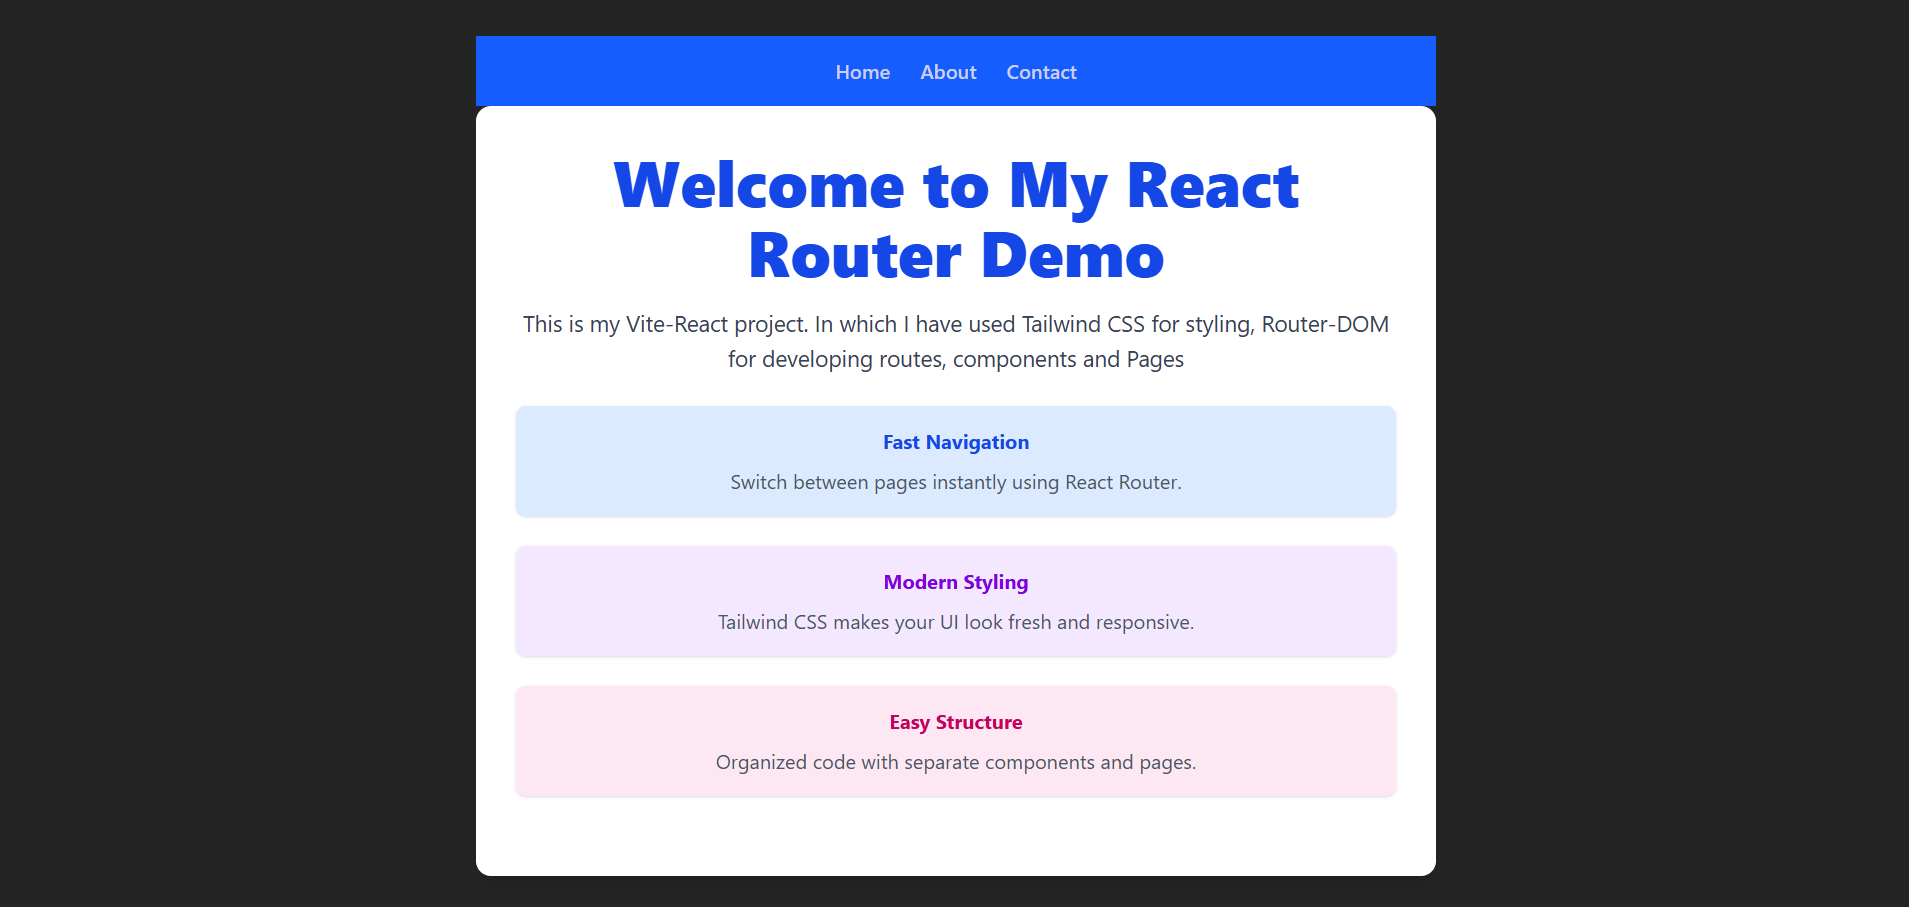 Home About Contact
Welcome to My React
Router Demo
This is my Vite-React project. In which I have used Tailwind CSS for styling, Router-DOM
for developing routes, components and Pages
Fast Navigation
Switch between pages instantly using React Router.
Modern Styling
Tailwind CSS makes your UI look fresh and responsive.
Easy Structure
Organized code with separate components and pages.